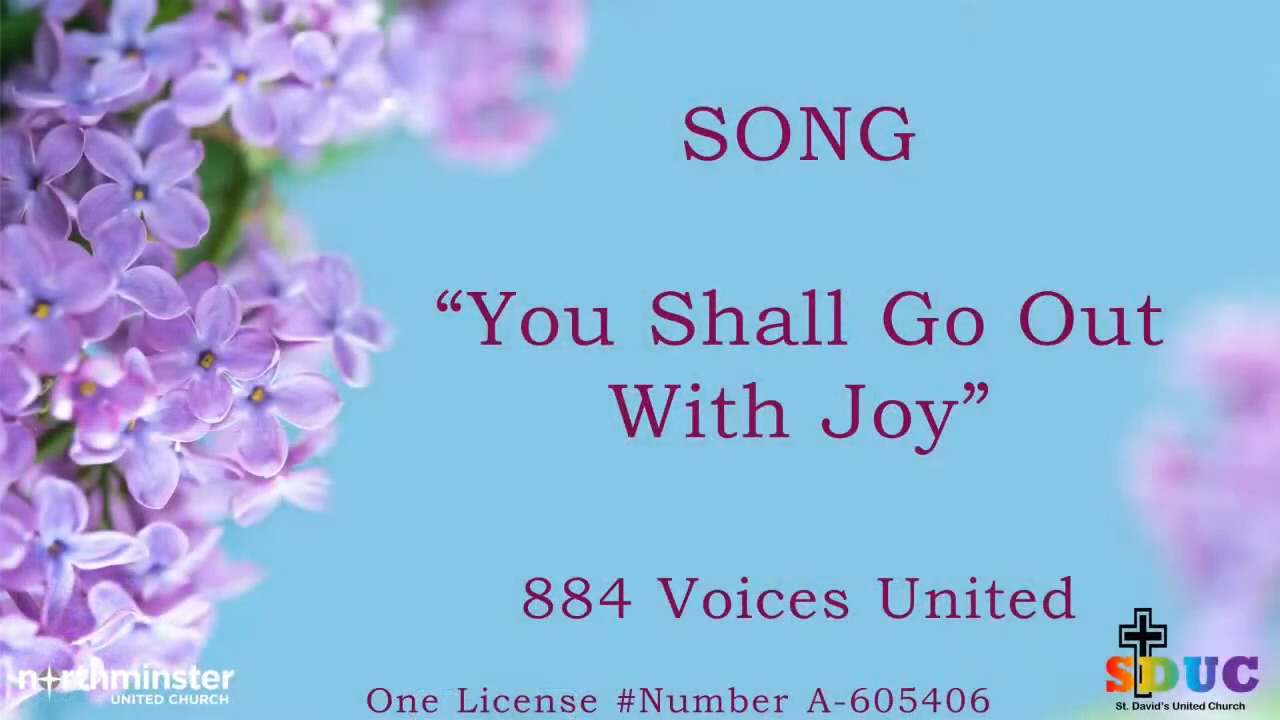 SONG
“You Shall Go Out
With Joy”
884 Voices United
northminster
UNITED CHURCH
One License #Number A-605406
SDUC
St. David's United Church